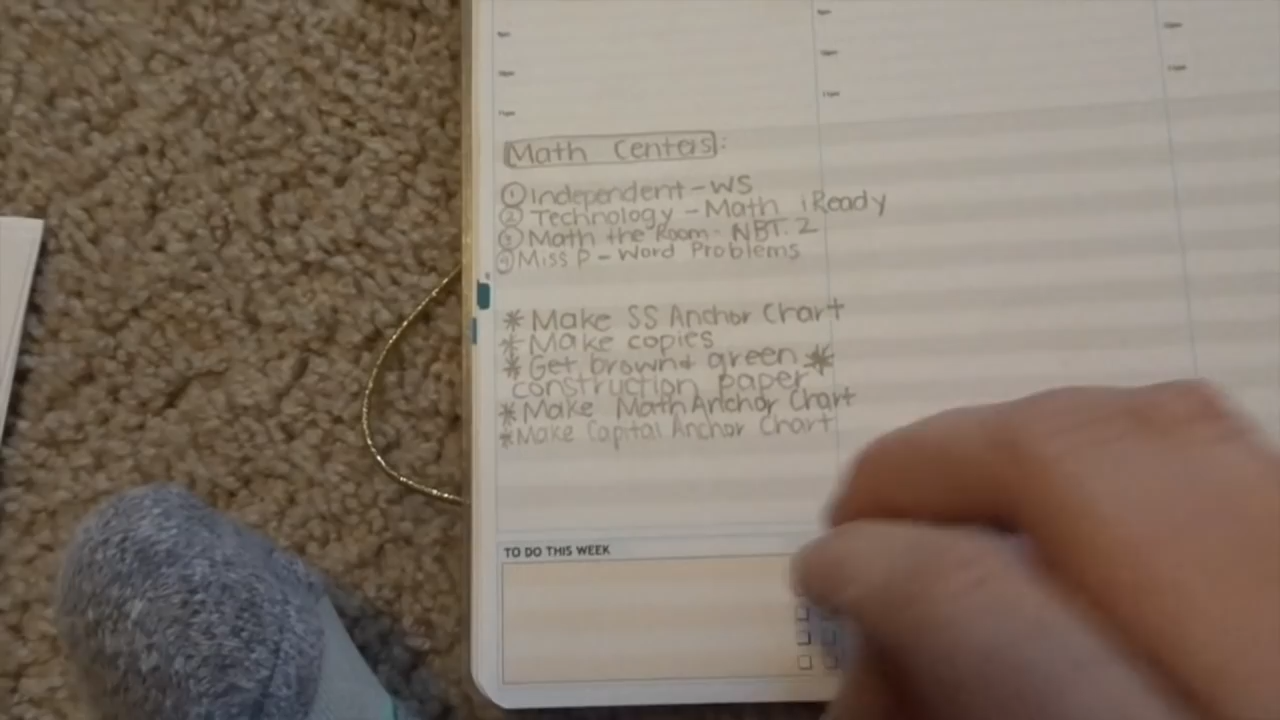 Math Centers:
① Independent - WS
② Technology - Math iReady
③ Math the Room - NBT. 2
④ Miss P - Word Problems
* Make SS Anchor Chart
* Make copies
* Get brown + green *
construction paper
* Make Math Anchor Chart
* Make Capital Anchor Chart
TO DO THIS WEEK